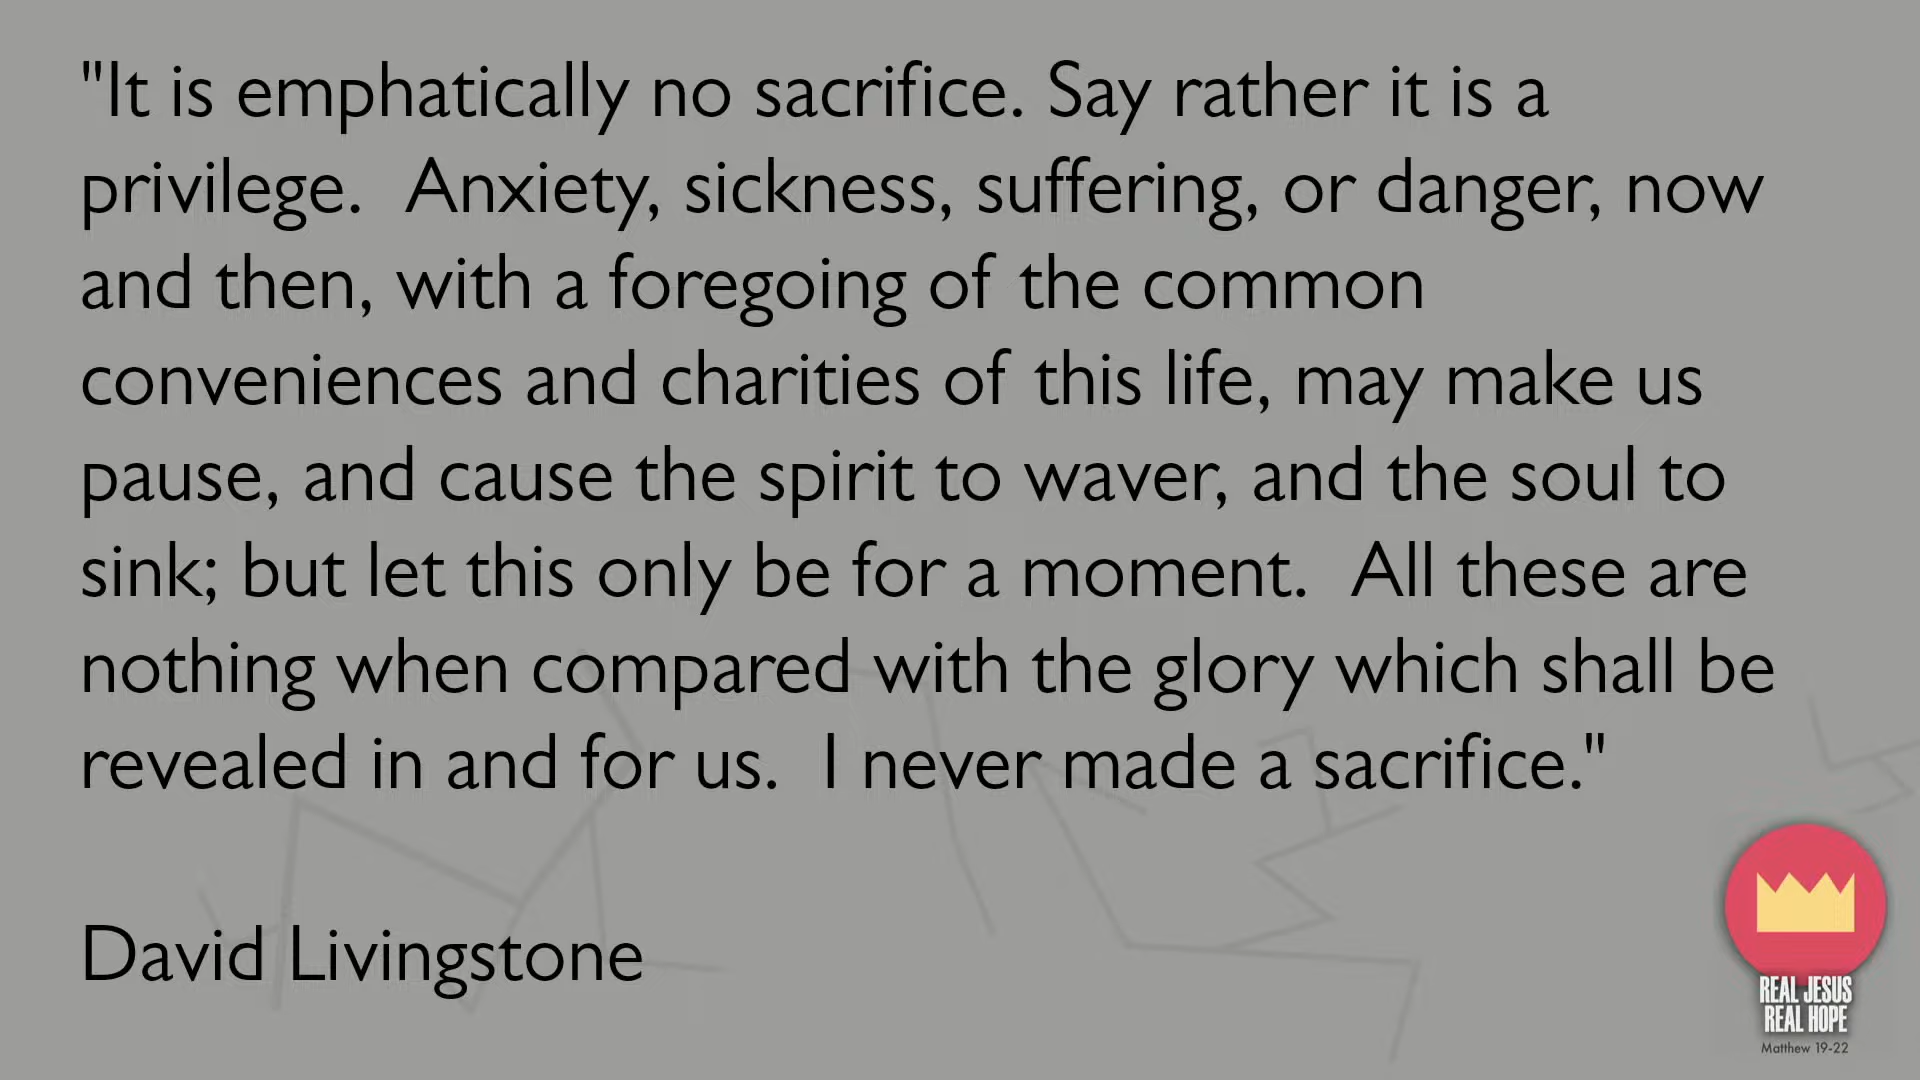 "It is emphatically no sacrifice. Say rather it is a
privilege.  Anxiety, sickness, suffering, or danger, now
and then, with a foregoing of the common
conveniences and charities of this life, may make us
pause, and cause the spirit to waver, and the soul to
sink; but let this only be for a moment.  All these are
nothing when compared with the glory which shall be
revealed in and for us.  I never made a sacrifice."
David Livingstone
REAL JESUS
REAL HOPE
Matthew 19-22